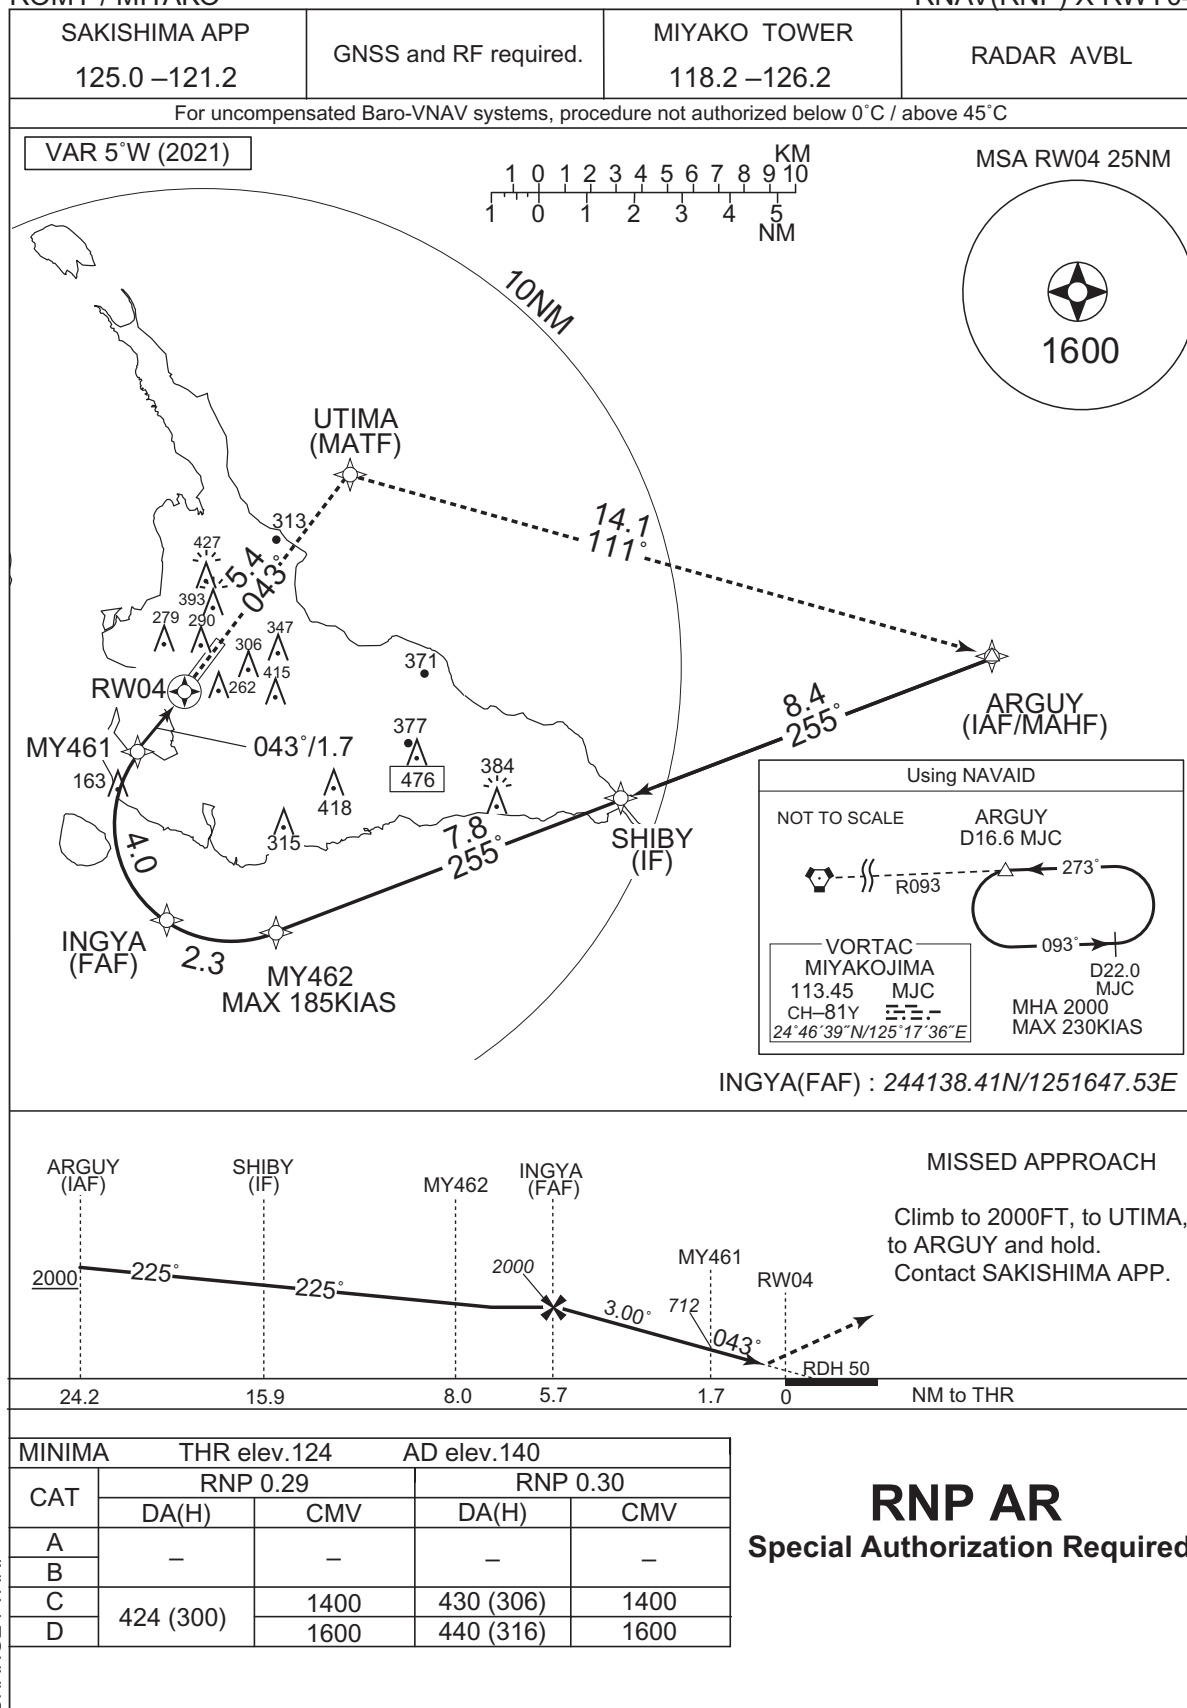 SAKISHIMA APP
125.0 –121.2
GNSS and RF required.
MIYAKO TOWER
118.2 –126.2
RADAR AVBL
For uncompensated Baro-VNAV systems, procedure not authorized below 0˚C / above 45˚C
VAR 5˚W (2021)
KM
1 0 1 2 3 4 5 6 7 8 9 10
1 0 1 2 3 4 5
NM
MSA RW04 25NM
1600
10NM
UTIMA
(MATF)
14.1
111˚
313
427
5.4
043˚
393
279
290
306
347
415
262
371
RW04
377
476
384
MY461
043˚/1.7
163
418
315
8.4
255˚
ARGUY
(IAF/MAHF)
7.8
255˚
SHIBY
(IF)
4.0
INGYA
(FAF)
2.3
MY462
MAX 185KIAS
Using NAVAID
NOT TO SCALE
ARGUY
D16.6 MJC
R093
273˚
093˚
D22.0
MJC
VORTAC
MIYAKOJIMA
113.45 MJC
CH–81Y
24˚46´39˝N/125˚17´36˝E
MHA 2000
MAX 230KIAS
INGYA(FAF) : 244138.41N/1251647.53E
ARGUY
(IAF)
SHIBY
(IF)
MY462
INGYA
(FAF)
MY461
RW04
2000
225˚
225˚
2000
3.00˚
712
043˚
RDH 50
24.2 15.9 8.0 5.7 1.7 0 NM to THR
MISSED APPROACH
Climb to 2000FT, to UTIMA,
to ARGUY and hold.
Contact SAKISHIMA APP.
MINIMA THR elev.124 AD elev.140
CAT RNP 0.29 RNP 0.30
DA(H) CMV DA(H) CMV
A
– – – –
B
C 424 (300) 1400 430 (306) 1400
D 1600 440 (316) 1600
RNP AR
Special Authorization Required